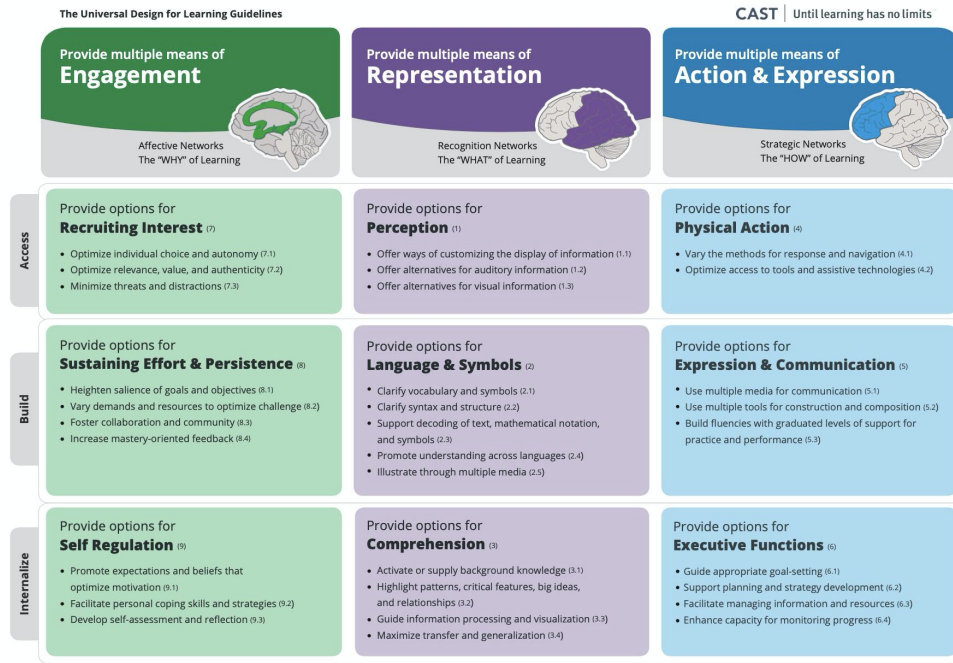 The Universal Design for Learning Guidelines
CAST | Until learning has no limits
Provide multiple means of
Engagement
Affective Networks
The "WHY" of Learning
Provide multiple means of
Representation
Recognition Networks
The "WHAT" of Learning
Provide multiple means of
Action & Expression
Strategic Networks
The "HOW" of Learning
Access
Provide options for
Recruiting Interest (7)
• Optimize individual choice and autonomy (7.1)
• Optimize relevance, value, and authenticity (7.2)
• Minimize threats and distractions (7.3)
Provide options for
Perception (1)
• Offer ways of customizing the display of information (1.1)
• Offer alternatives for auditory information (1.2)
• Offer alternatives for visual information (1.3)
Provide options for
Physical Action (4)
• Vary the methods for response and navigation (4.1)
• Optimize access to tools and assistive technologies (4.2)
Build
Provide options for
Sustaining Effort & Persistence (8)
• Heighten salience of goals and objectives (8.1)
• Vary demands and resources to optimize challenge (8.2)
• Foster collaboration and community (8.3)
• Increase mastery-oriented feedback (8.4)
Provide options for
Language & Symbols (2)
• Clarify vocabulary and symbols (2.1)
• Clarify syntax and structure (2.2)
• Support decoding of text, mathematical notation,
and symbols (2.3)
• Promote understanding across languages (2.4)
• Illustrate through multiple media (2.5)
Provide options for
Expression & Communication (5)
• Use multiple media for communication (5.1)
• Use multiple tools for construction and composition (5.2)
• Build fluencies with graduated levels of support for
practice and performance (5.3)
Internalize
Provide options for
Self Regulation (9)
• Promote expectations and beliefs that
optimize motivation (9.1)
• Facilitate personal coping skills and strategies (9.2)
• Develop self-assessment and reflection (9.3)
Provide options for
Comprehension (3)
• Activate or supply background knowledge (3.1)
• Highlight patterns, critical features, big ideas,
and relationships (3.2)
• Guide information processing and visualization (3.3)
• Maximize transfer and generalization (3.4)
Provide options for
Executive Functions (6)
• Guide appropriate goal-setting (6.1)
• Support planning and strategy development (6.2)
• Facilitate managing information and resources (6.3)
• Enhance capacity for monitoring progress (6.4)